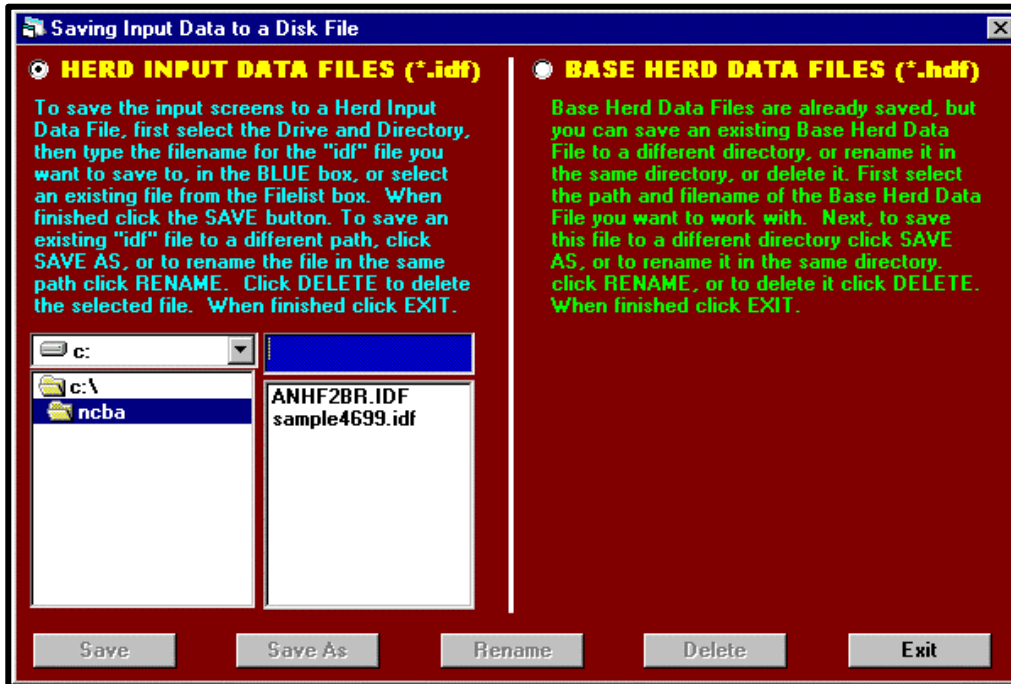 Saving Input Data to a Disk File
HERD INPUT DATA FILES (*.idf)
To save the input screens to a Herd Input
Data File, first select the Drive and Directory,
then type the filename for the "idf" file you
want to save to, in the BLUE box, or select
an existing file from the Filelist box.  When
finished click the SAVE button. To save an
existing "idf" file to a different path, click
SAVE AS, or to rename the file in the same
path click RENAME.  Click DELETE to delete
the selected file.  When finished click EXIT.
c:
c:\
ncba
ANHF2BR.IDF
sample4699.idf
BASE HERD DATA FILES (*.hdf)
Base Herd Data Files are already saved, but
you can save an existing Base Herd Data
File to a different directory, or rename it in
the same directory, or delete it. First select
the path and filename of the Base Herd Data
File you want to work with.  Next, to save
this file to a different directory click SAVE
AS, or to rename it in the same directory.
click RENAME, or to delete it click DELETE.
When finished click EXIT.
Save
Save As
Rename
Delete
Exit